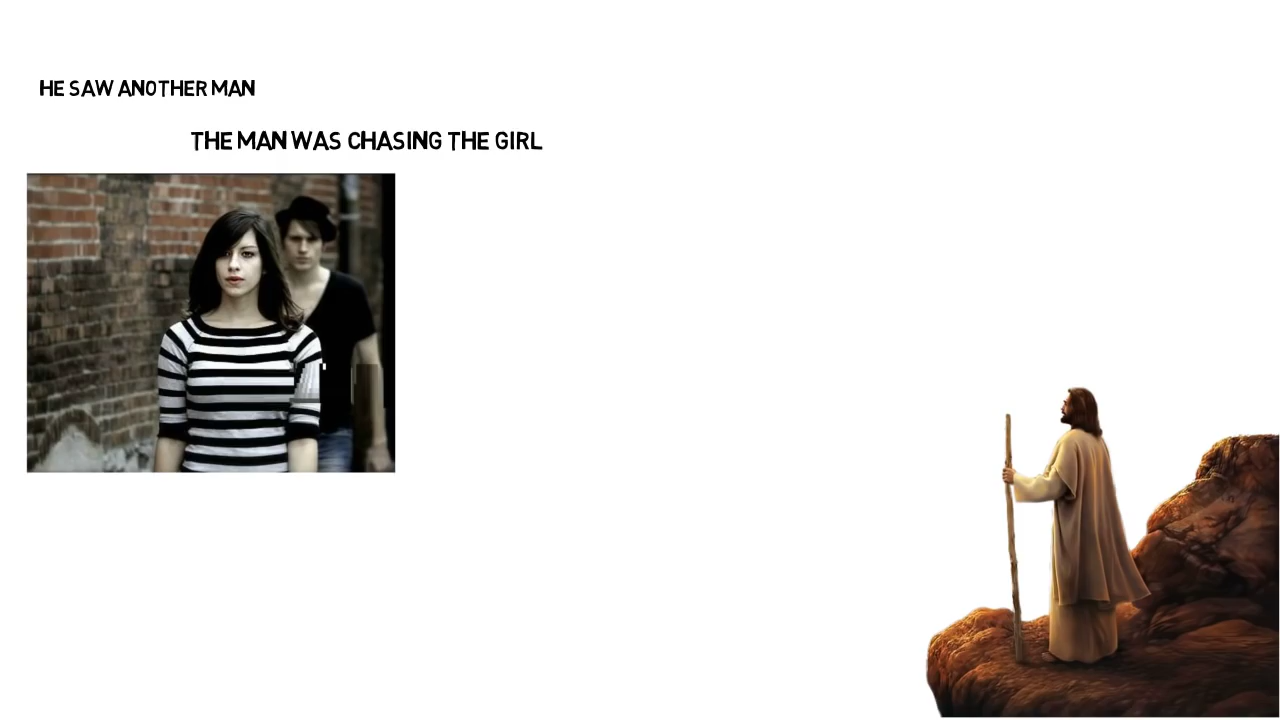 HE SAW ANOTHER MAN
THE MAN WAS CHASING THE GIRL